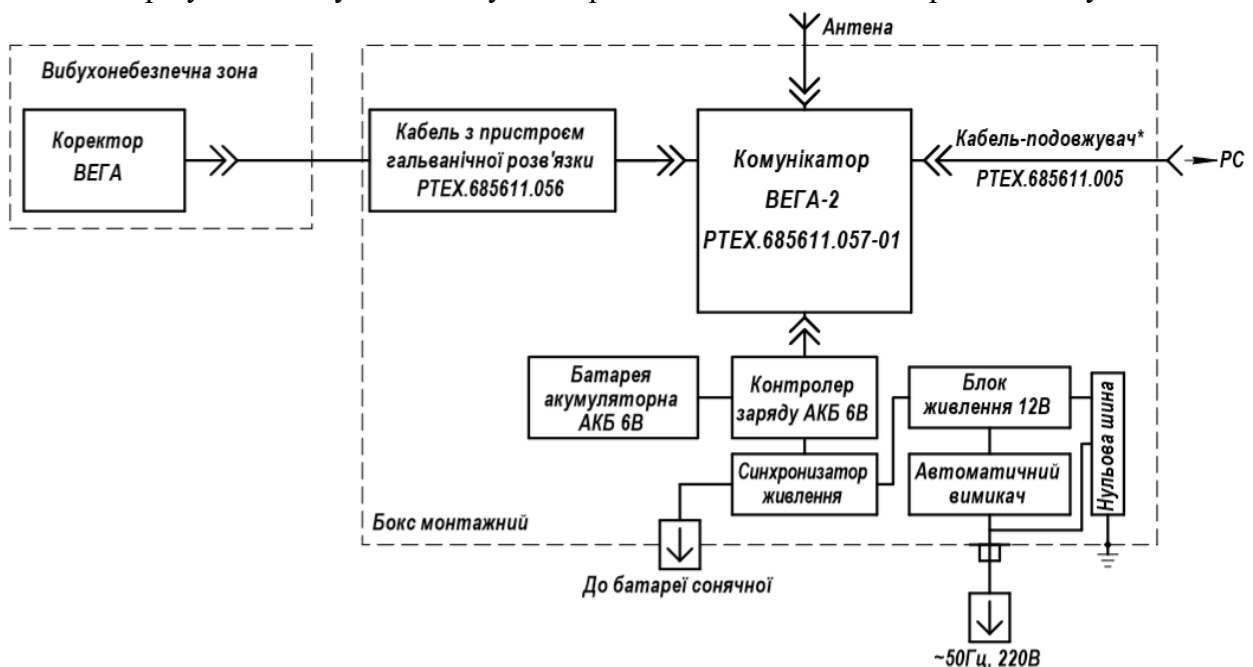 Антена
Вибухонебезпечна зона
Коректор
ВЕГА
Кабель з пристроєм
гальванічної розв'язки
РТЕХ.685611.056
Комунікатор
ВЕГА-2
РТЕХ.685611.057-01
Кабель-подовжувач*
РТЕХ.685611.005
РС
Батарея
акумуляторна
АКБ 6В
Контролер
заряду АКБ 6В
Блок
живлення 12В
Синхронизатор
живлення
Автоматичний
вимикач
Нульова шина
Бокс монтажний
До батареї сонячної
~50Гц, 220В